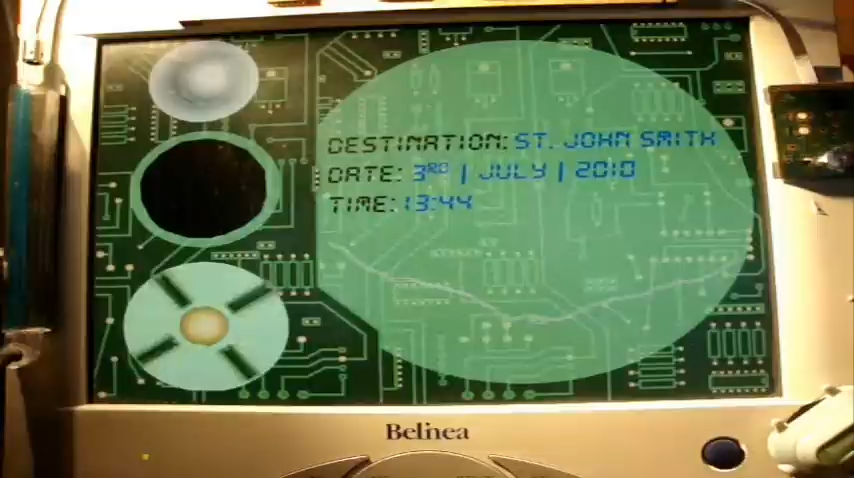 DESTINATION: ST. JOHN SMITH
DATE: 3RD | JULY | 2010
TIME: 13:44
Belinea